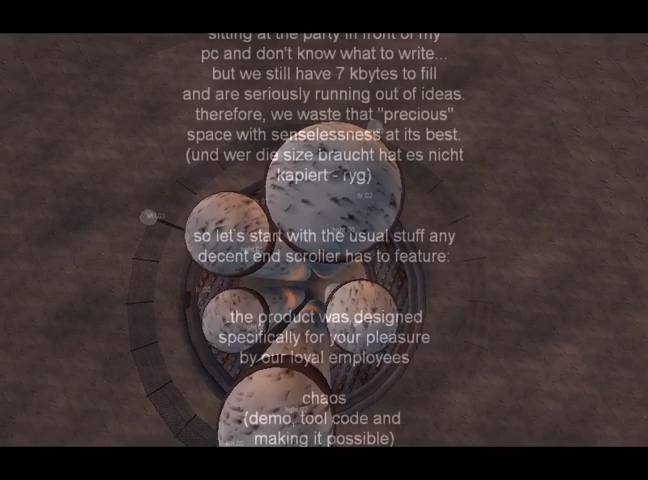 sitting at the party in front of my
pc and don't know what to write...
but we still have 7 kbytes to fill
and are seriously running out of ideas.
therefore, we waste that "precious"
space with senselessness at its best.
(und wer die size braucht hat es nicht
kapiert - ryg)
so let's start with the usual stuff any
decent end scroller has to feature:
the product was designed
specifically for your pleasure
by our loyal employees
chaos
(demo, tool code and
making it possible)